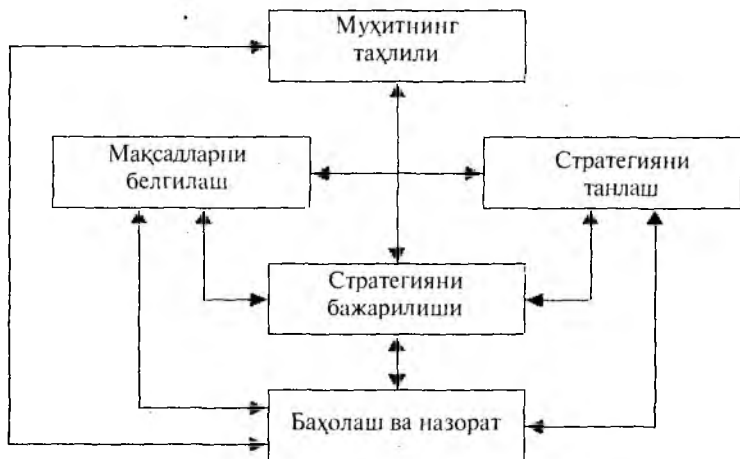 Муҳитнинг
таҳлили
Мақсадларни
белгилаш
Стратегияни
танлаш
Стратегияни
бажарилиши
Баҳолаш ва назорат